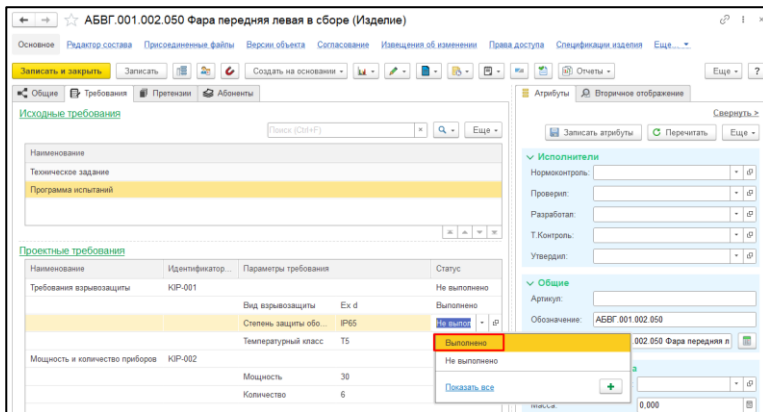 АБВГ.001.002.050 Фара передняя левая в сборе (Изделие)
Основное Редактор состава Присоединенные файлы Версии объекта Согласование Извещения об изменении Права доступа Спецификации изделия Еще...
Записать и закрыть Записать Создать на основании Отчеты Еще ?
Общие Требования Претензии Абоненты
Исходные требования
Поиск (Ctrl+F) × Еще
Наименование
Техническое задание
Программа испытаний
Проектные требования
Наименование Идентификатор... Параметры требования Статус
Требования взрывозащиты KIP-001 Не выполнено
Вид взрывозащиты Ex d Выполнено
Степень защиты обо... IP65 Не выпол
Температурный класс T5
Мощность и количество приборов KIP-002
Мощность 30
Количество 6
Выполнено
Не выполнено
Показать все
Атрибуты Вторичное отображение
Свернуть >
Записать атрибуты Перечитать Еще
Исполнители
Нормоконтроль:
Проверил:
Разработал:
Т.Контроль:
Утвердил:
Общие
Артикул:
Обозначение: АБВГ.001.002.050
.002.050 Фара передняя л
Масса: 0,000